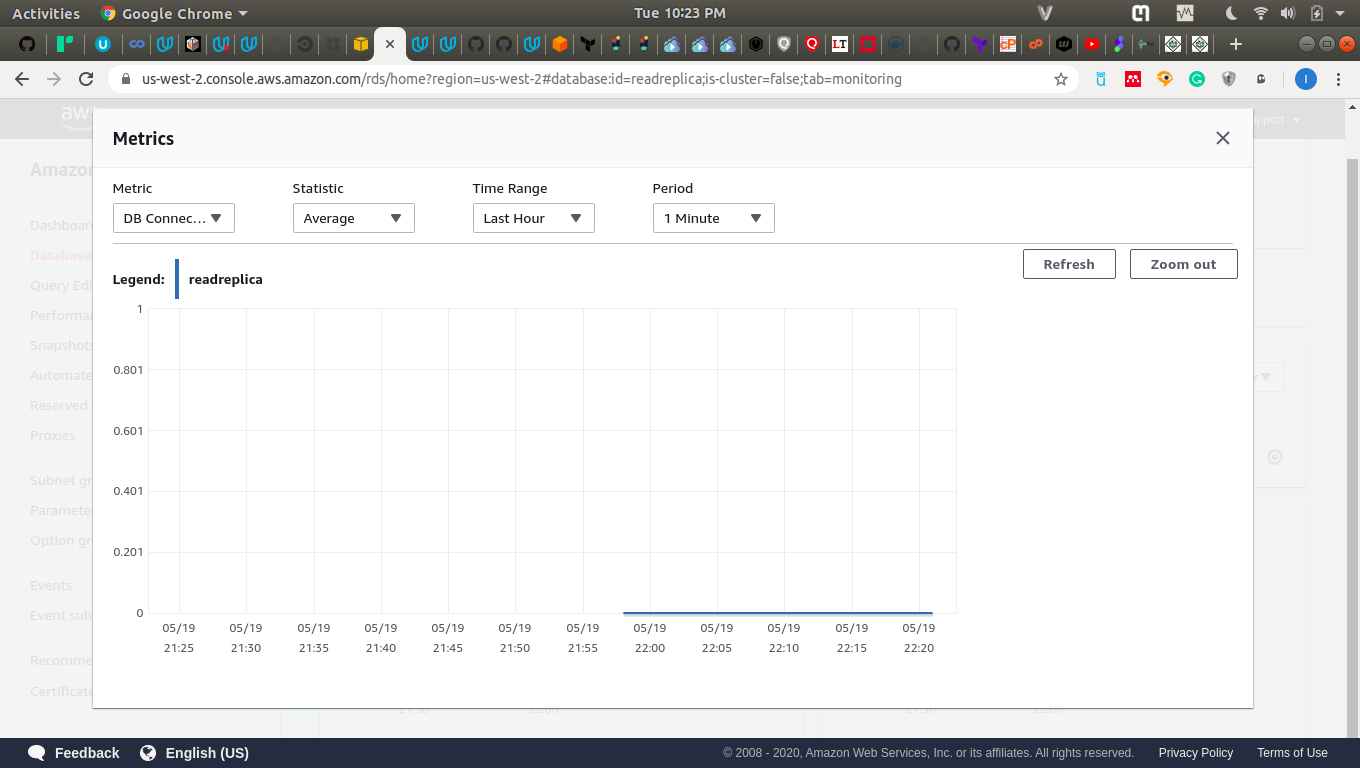 Activities Google Chrome Tue 10:23 PM
us-west-2.console.aws.amazon.com/rds/home?region=us-west-2#database:id=readreplica;is-cluster=false;tab=monitoring
Metrics
Metric Statistic Time Range Period
DB Connec... Average Last Hour 1 Minute
Refresh Zoom out
Legend: readreplica
1
0.801
0.601
0.401
0.201
0
05/19 05/19 05/19 05/19 05/19 05/19 05/19 05/19 05/19 05/19 05/19 05/19
21:25 21:30 21:35 21:40 21:45 21:50 21:55 22:00 22:05 22:10 22:15 22:20
aws
Amazon
Dashboar
Database
Query Edi
Performan
Snapshots
Automate
Reserved
Proxies
Subnet gr
Paramete
Option gr
Events
Event sub
Recomme
Certificate
Feedback English (US) © 2008 - 2020, Amazon Web Services, Inc. or its affiliates. All rights reserved. Privacy Policy Terms of Use